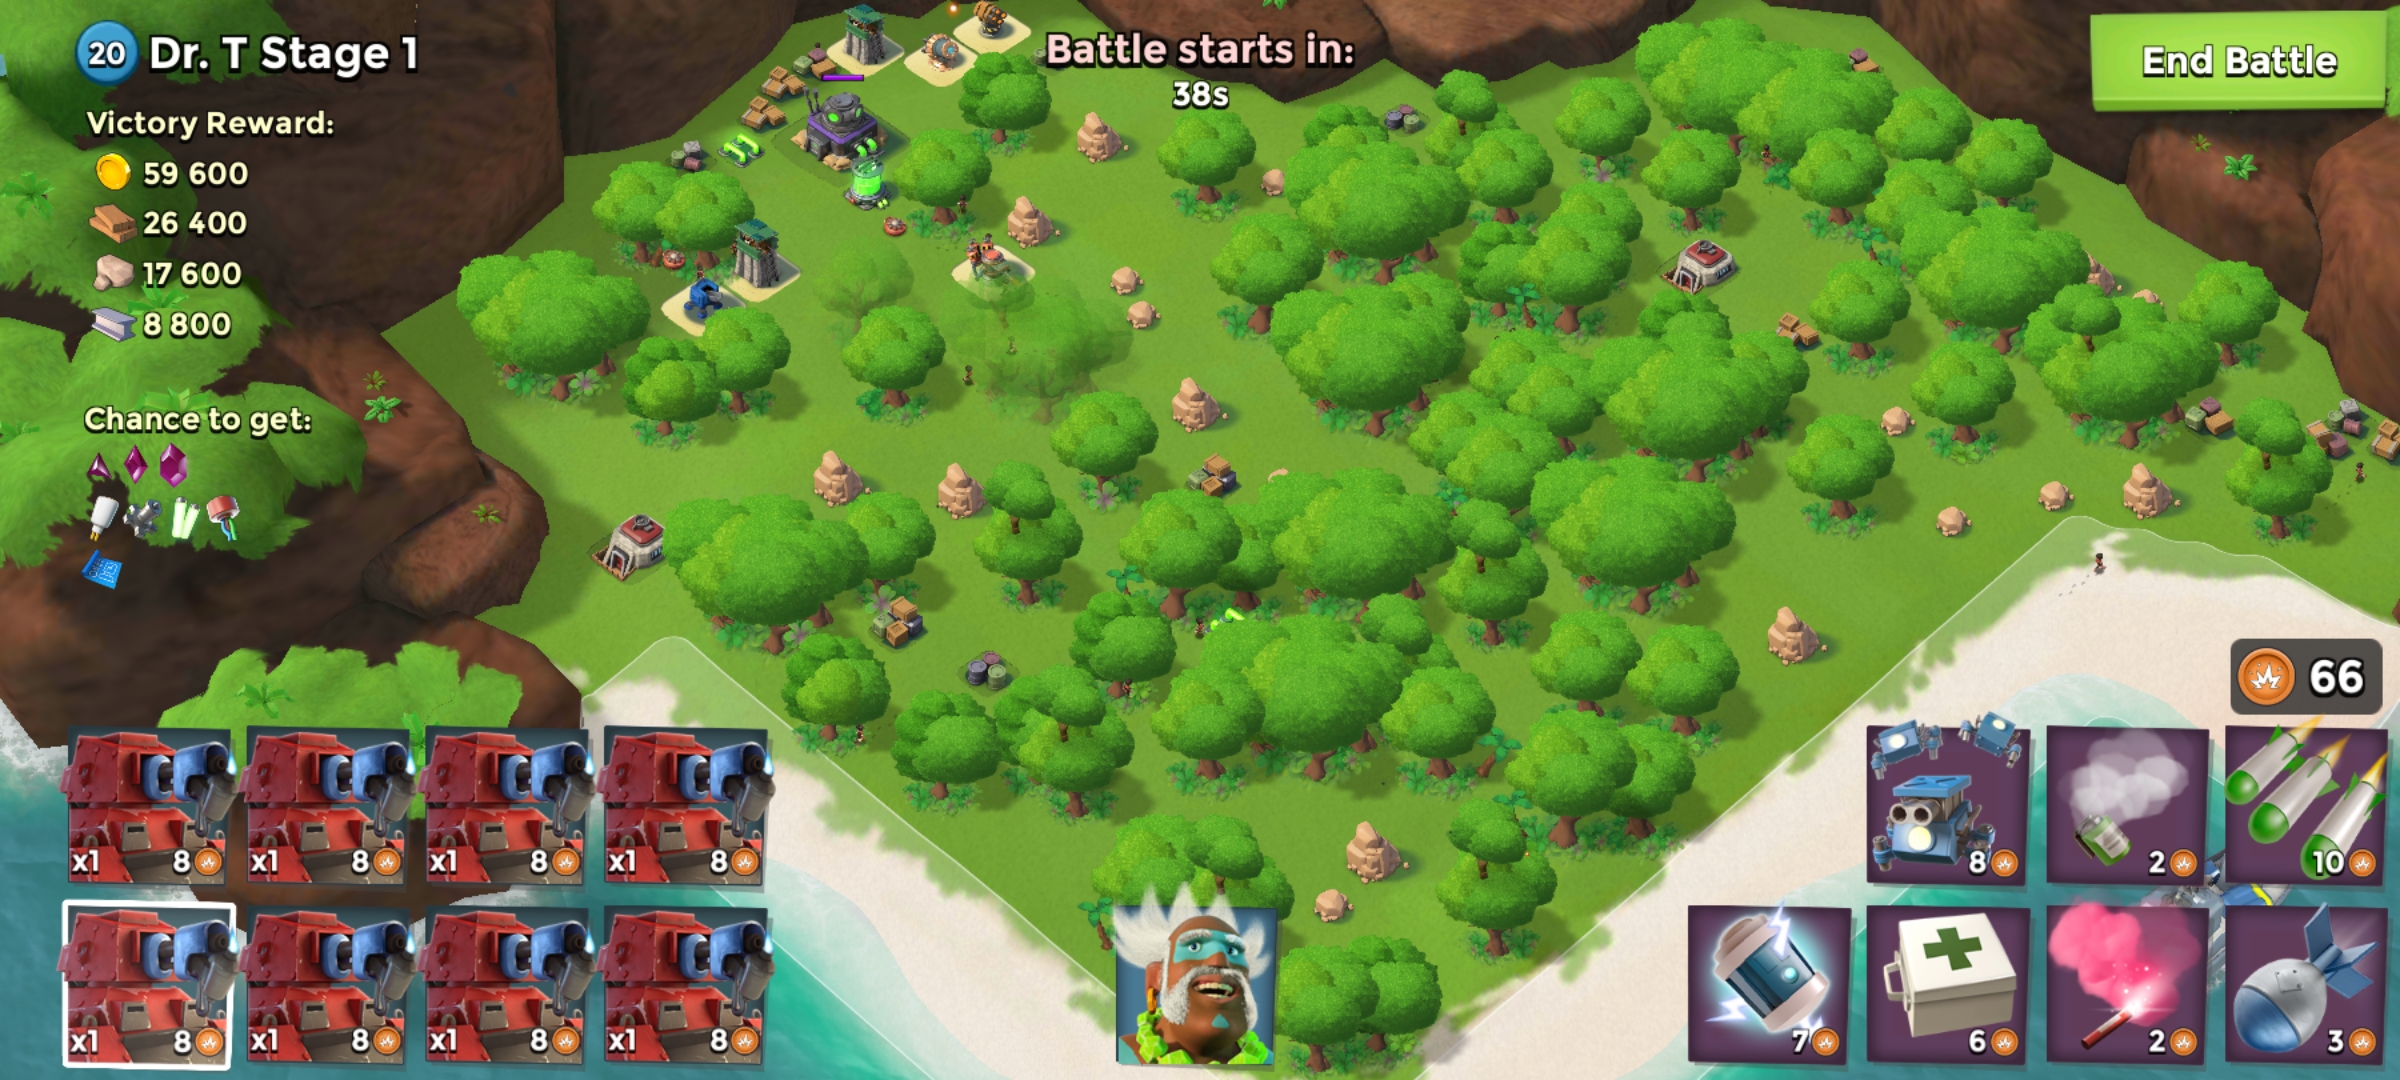 20 Dr. T Stage 1
Victory Reward:
59 600
26 400
17 600
8 800
Chance to get:
Battle starts in:
38s
End Battle
66
x1 8
x1 8
x1 8
x1 8
8
2
10
x1 8
x1 8
x1 8
x1 8
7
6
2
3